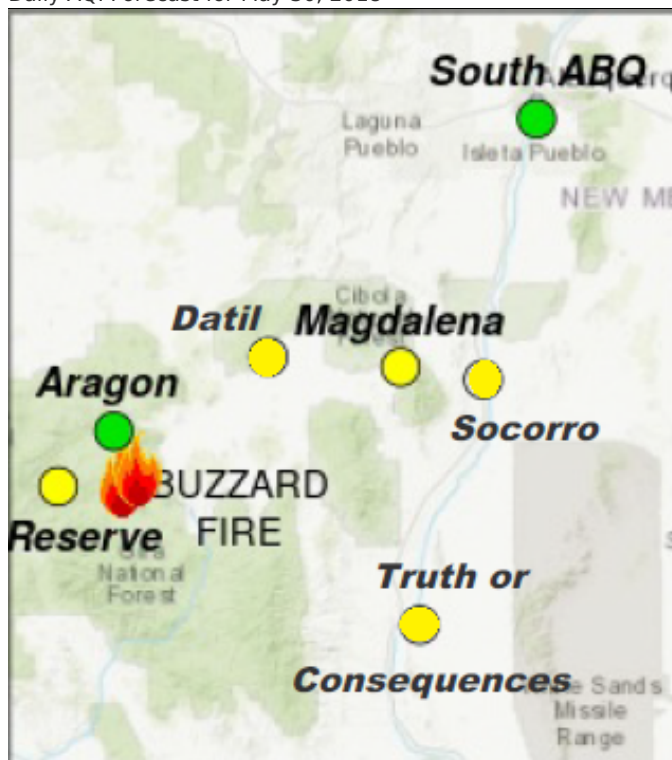 South ABQ
Laguna
Pueblo
Isleta Pueblo
NEW ME
Cibola
Datil
Magdalena
Aragon
Socorro
BUZZARD
FIRE
Reserve
National
Forest
Truth or
Consequences
Sands
Missile
Range